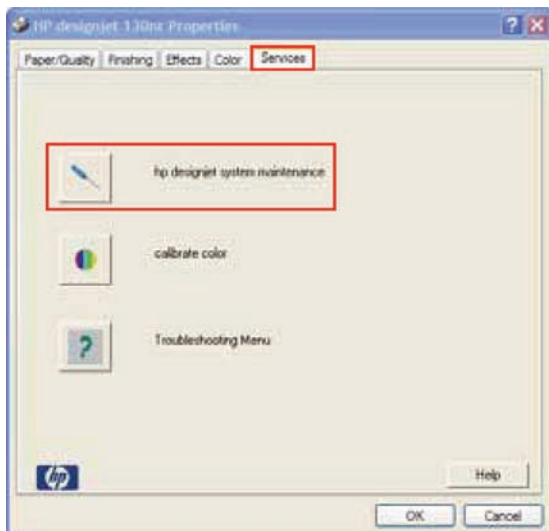 HP designjet 130nr Properties
Paper/Quality Finishing Effects Color Services
hp designjet system maintenance
calibrate color
Troubleshooting Menu
hp
Help
OK Cancel